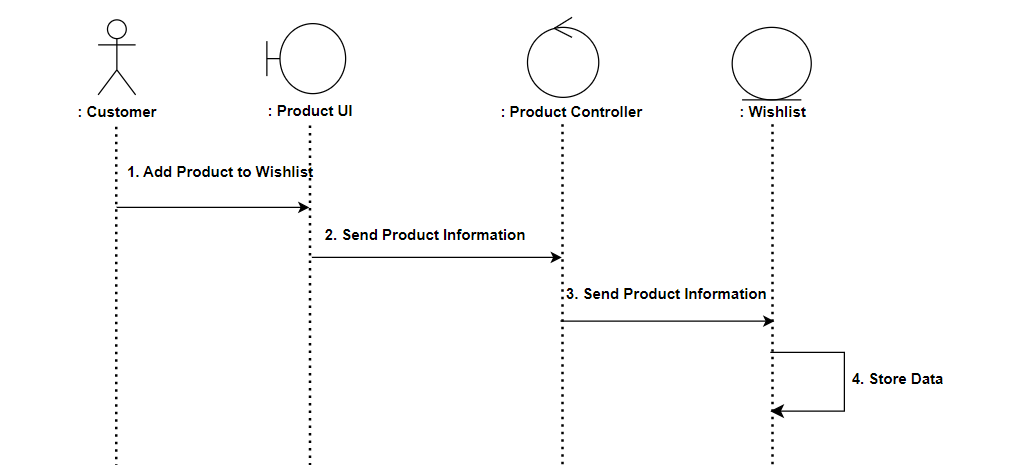 : Customer
: Product UI
: Product Controller
: Wishlist
1. Add Product to Wishlist
2. Send Product Information
3. Send Product Information
4. Store Data